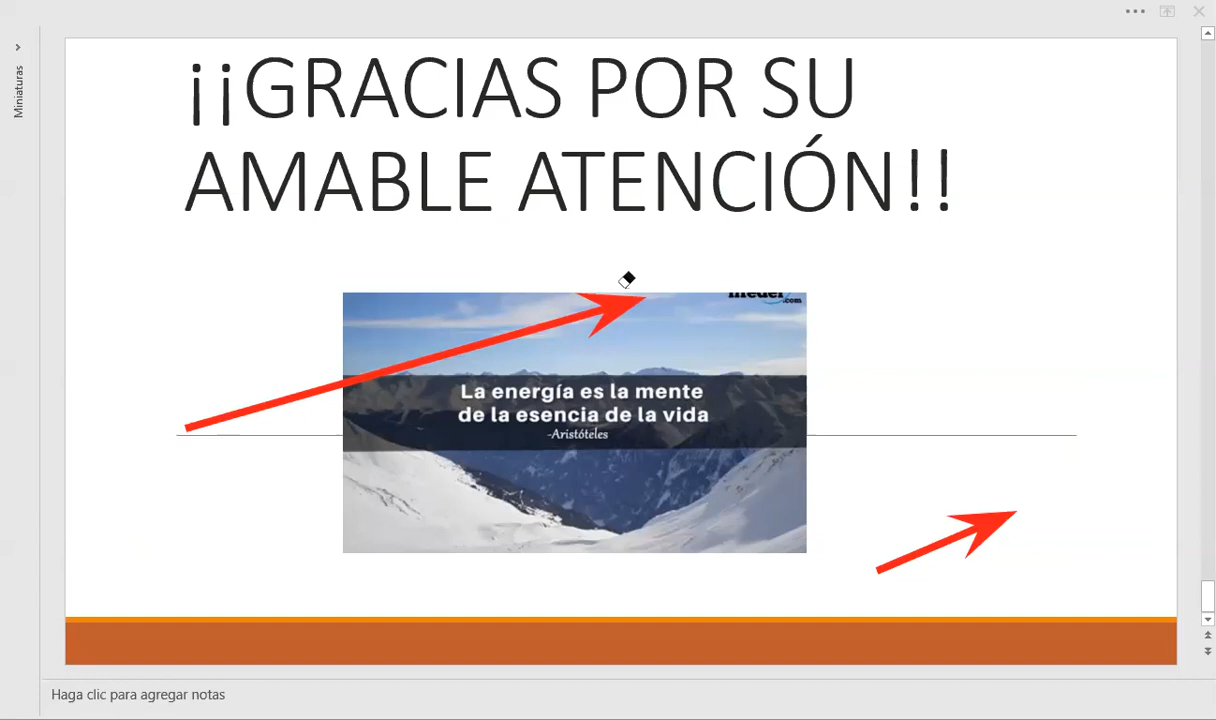 Miniaturas
¡¡GRACIAS POR SU
AMABLE ATENCIÓN!!
.com
La energía es la mente
de la esencia de la vida
-Aristóteles
Haga clic para agregar notas